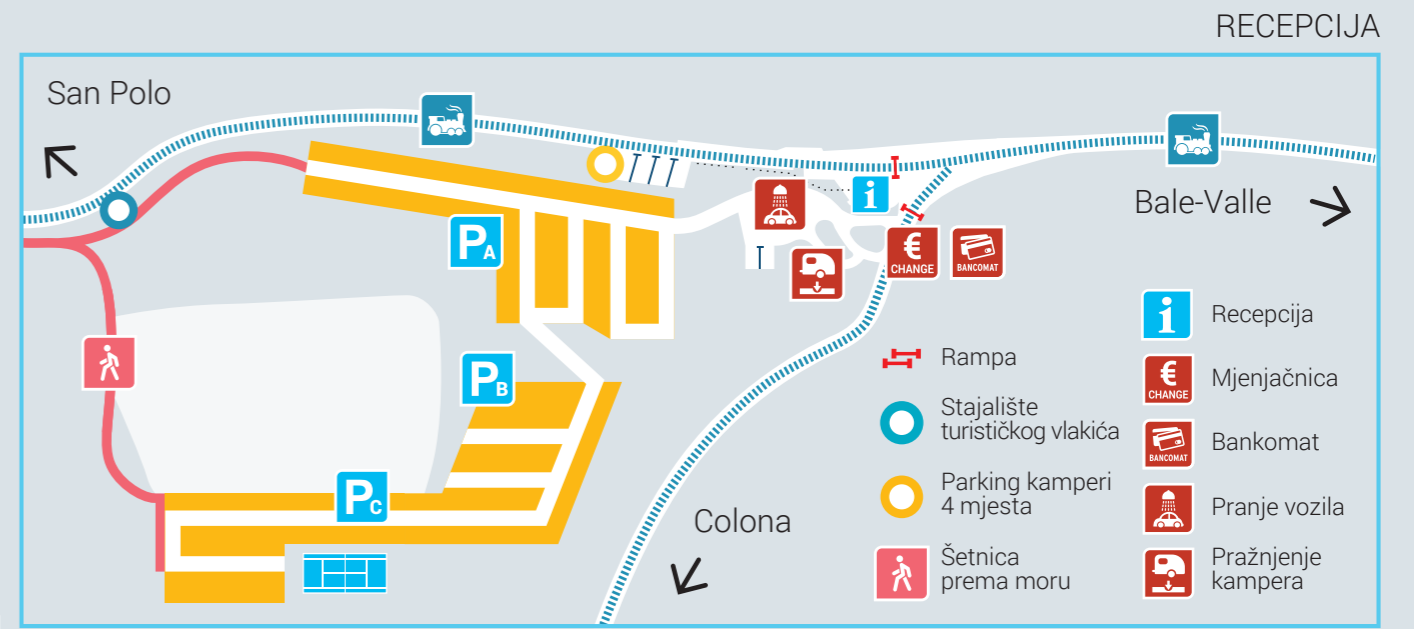 RECEPCIJA
San Polo
Bale-Valle
PA
€
CHANGE
BANCOMAT
i
PB
PC
Colona
Rampa
Stajalište
turističkog vlakića
Parking kamperi
4 mjesta
Šetnica
prema moru
i
Recepcija
€
CHANGE
Mjenjačnica
BANCOMAT
Bankomat
Pranje vozila
Pražnjenje
kampera